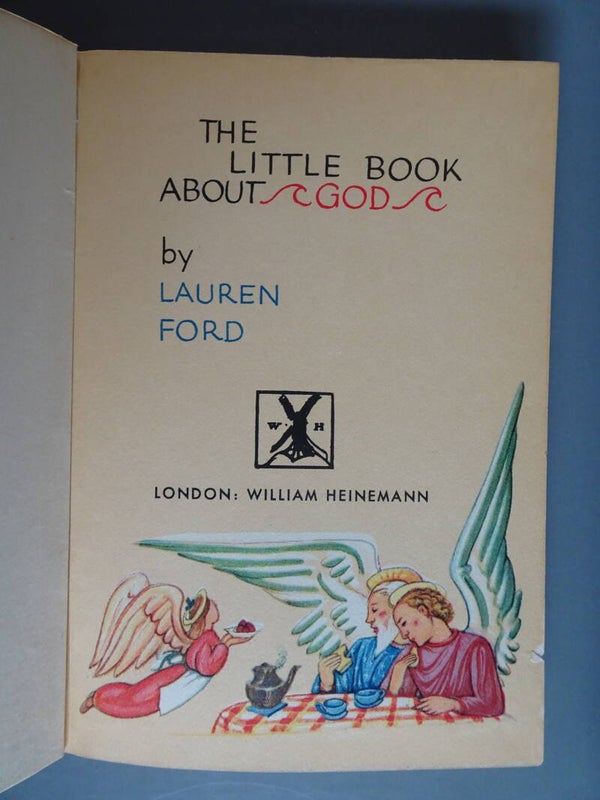 THE
LITTLE BOOK
ABOUT GOD
by
LAUREN
FORD
W. H
LONDON: WILLIAM HEINEMANN